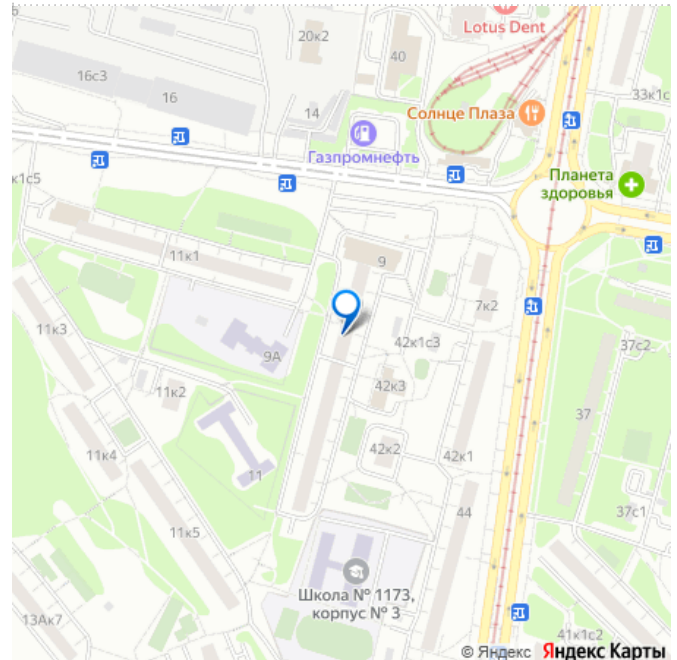 Lotus Dent
20к2
40
16с3
16
33к1с
14
Солнце Плаза
Газпромнефть
Планета
здоровья
к1с5
11к1
9
7к2
11к3
42к1с3
37с2
9А
42к3
11к2
37
42к2
42к1
11к4
11
44
37с1
11к5
Школа № 1173,
корпус № 3
13Ак7
41к1с2
© Яндекс Яндекс Карты